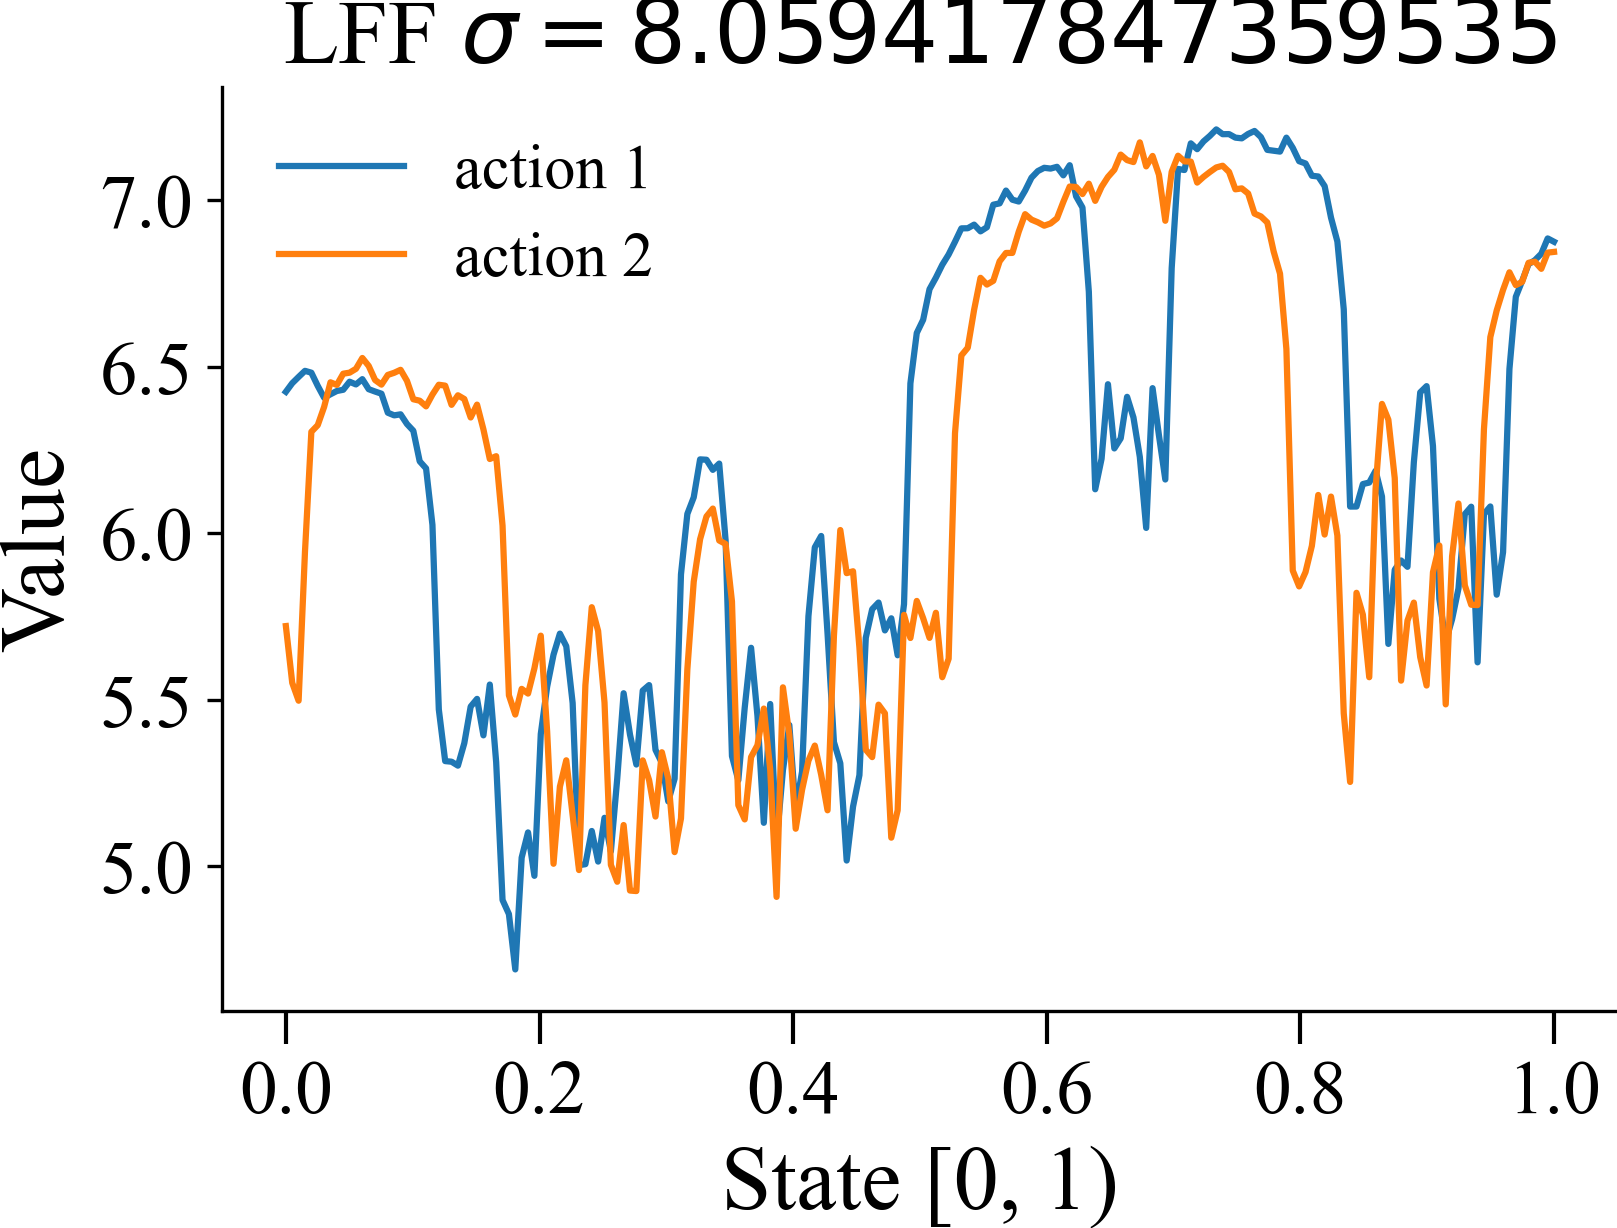 LFF σ = 8.059417847359535
action 1
action 2
7.0
6.5
6.0
5.5
5.0
Value
0.0 0.2 0.4 0.6 0.8 1.0
State [0, 1)